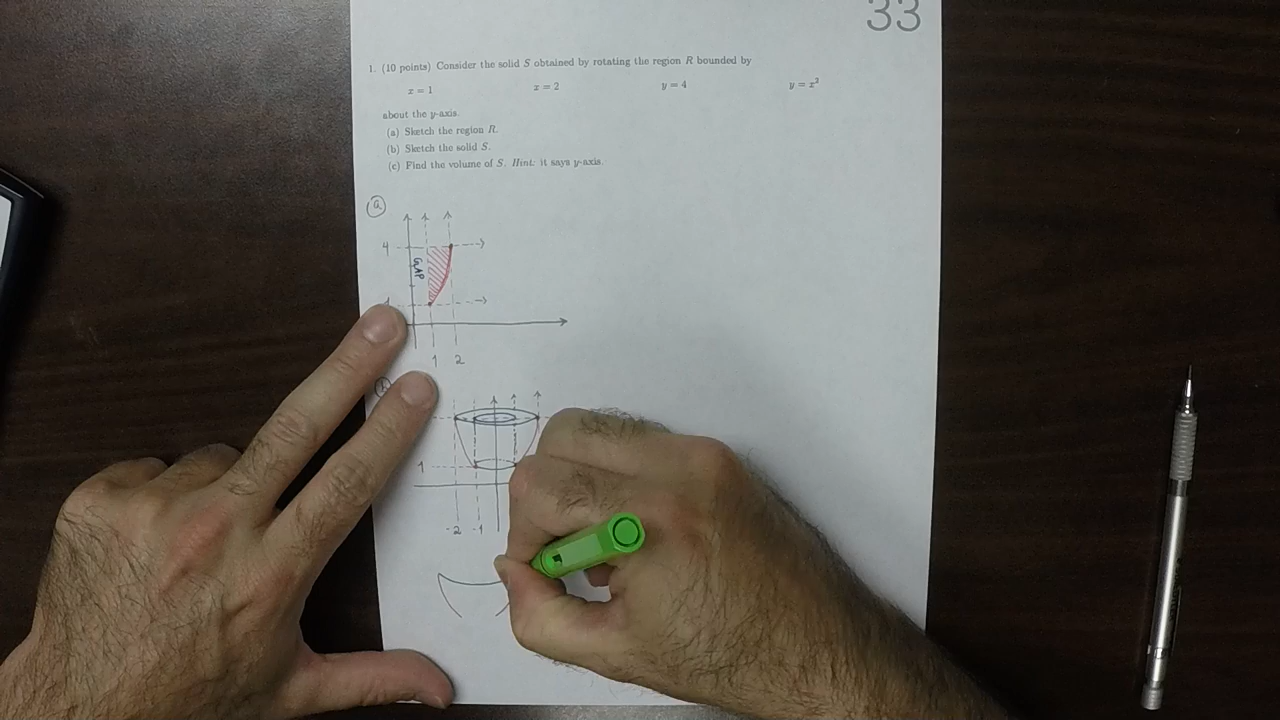 33
1. (10 points) Consider the solid S obtained by rotating the region R bounded by
x = 1 x = 2 y = 4 y = x²
about the y-axis.
(a) Sketch the region R.
(b) Sketch the solid S.
(c) Find the volume of S. Hint: it says y-axis.
a
4
GAP
1
1 2
1
-2 -1